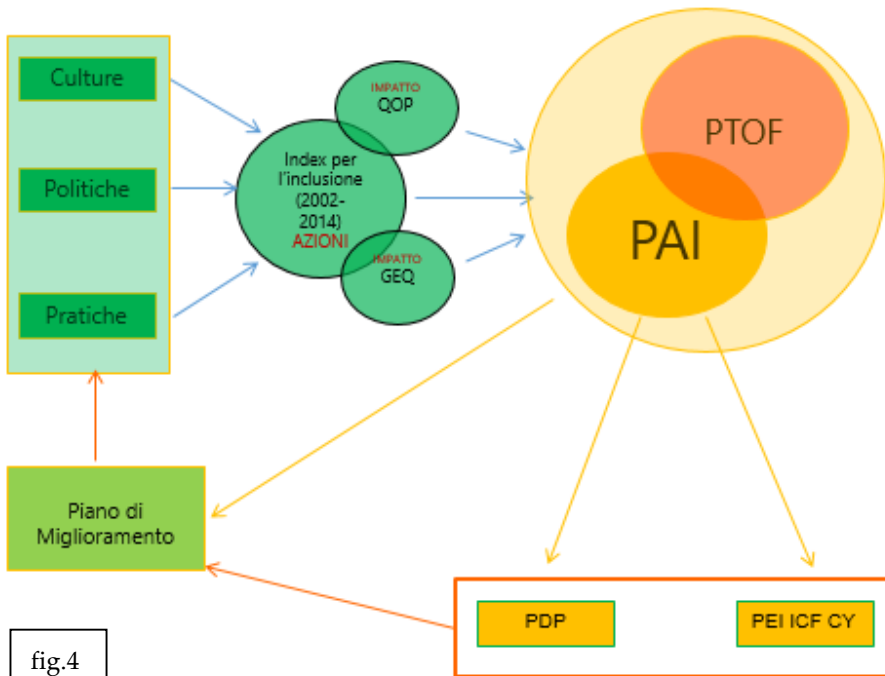 Culture
Politiche
Pratiche
IMPATTO
QOP
Index per
l'inclusione
(2002-
2014)
AZIONI
IMPATTO
GEQ
PTOF
PAI
Piano di
Miglioramento
PDP
PEI ICF CY
fig.4